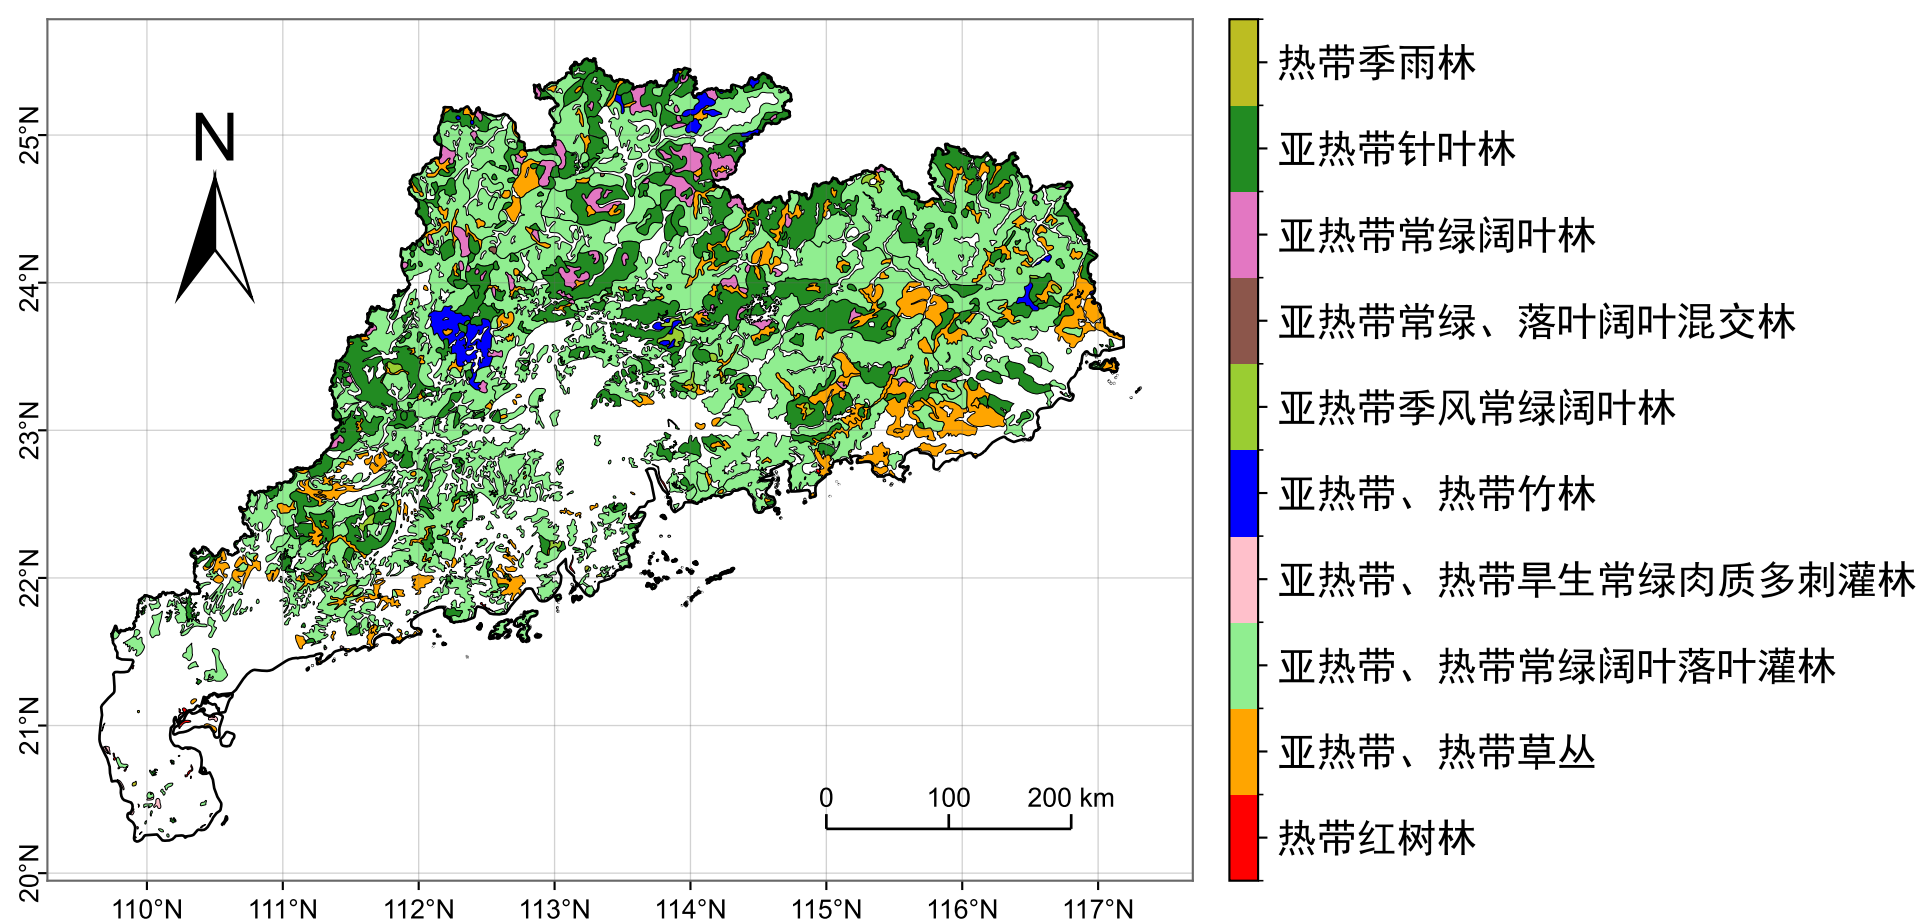 N
25°N
24°N
23°N
22°N
21°N
20°N
110°N
111°N
112°N
113°N
114°N
115°N
116°N
117°N
0 100 200 km
热带季雨林
亚热带针叶林
亚热带常绿阔叶林
亚热带常绿、落叶阔叶混交林
亚热带季风常绿阔叶林
亚热带、热带竹林
亚热带、热带旱生常绿肉质多刺灌林
亚热带、热带常绿阔叶落叶灌林
亚热带、热带草丛
热带红树林